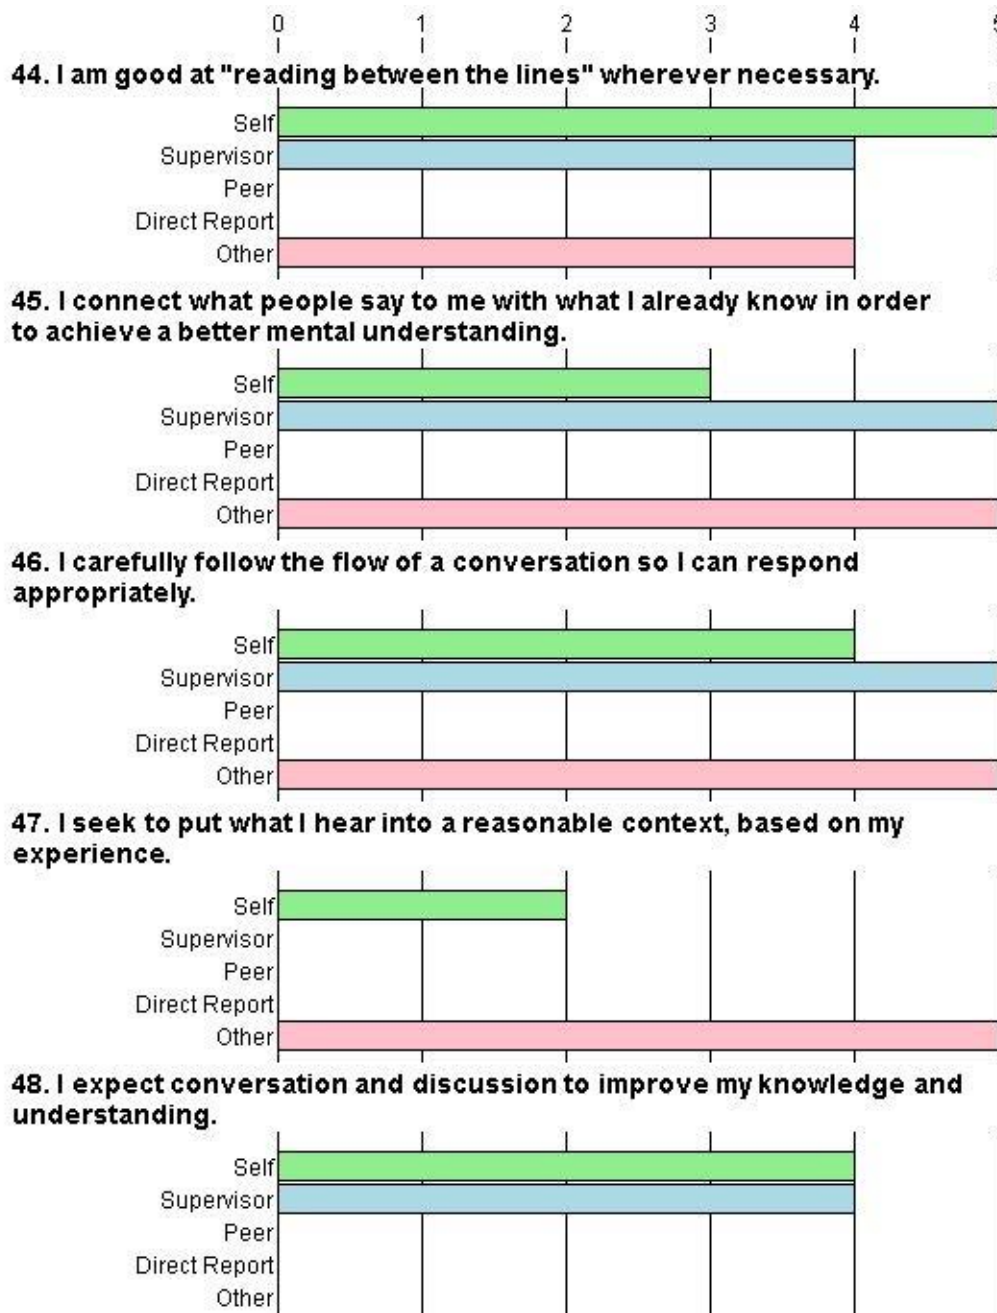 0 1 2 3 4 5
44. I am good at "reading between the lines" wherever necessary.
Self
Supervisor
Peer
Direct Report
Other
45. I connect what people say to me with what I already know in order
to achieve a better mental understanding.
Self
Supervisor
Peer
Direct Report
Other
46. I carefully follow the flow of a conversation so I can respond
appropriately.
Self
Supervisor
Peer
Direct Report
Other
47. I seek to put what I hear into a reasonable context, based on my
experience.
Self
Supervisor
Peer
Direct Report
Other
48. I expect conversation and discussion to improve my knowledge and
understanding.
Self
Supervisor
Peer
Direct Report
Other